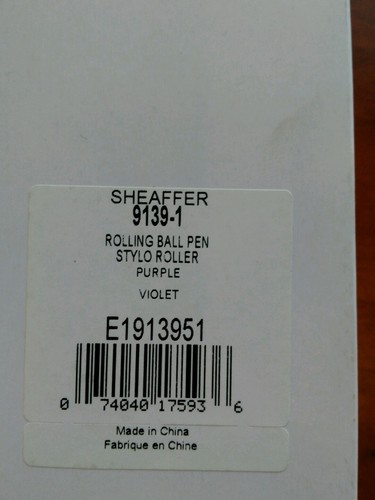 SHEAFFER
9139-1
ROLLING BALL PEN
STYLO ROLLER
PURPLE
VIOLET
E1913951
0 74040 17593 6
Made in China
Fabrique en Chine